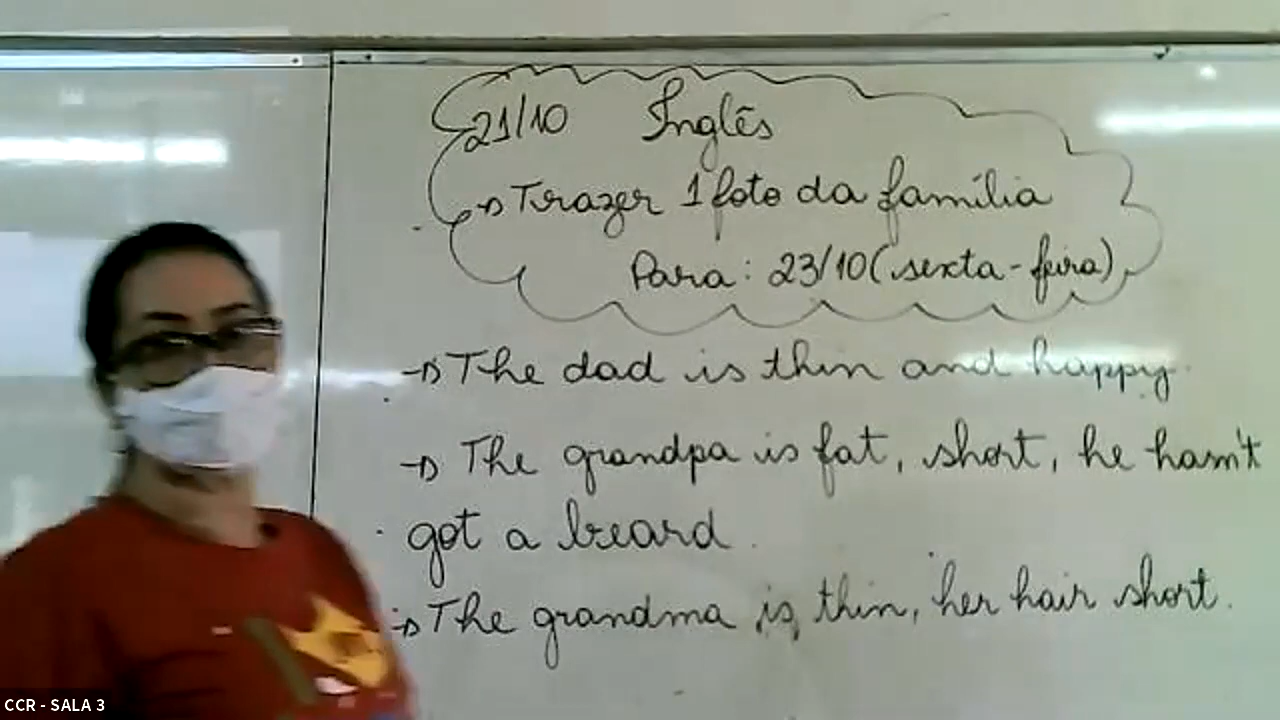 21/10 Inglês
→ Trazer 1 foto da família
Para: 23/10 (sexta-feira)
→ The dad is thin and happy.
→ The grandpa is fat, short, he hasn't
got a beard.
→ The grandma is thin, her hair short.
CCR - SALA 3